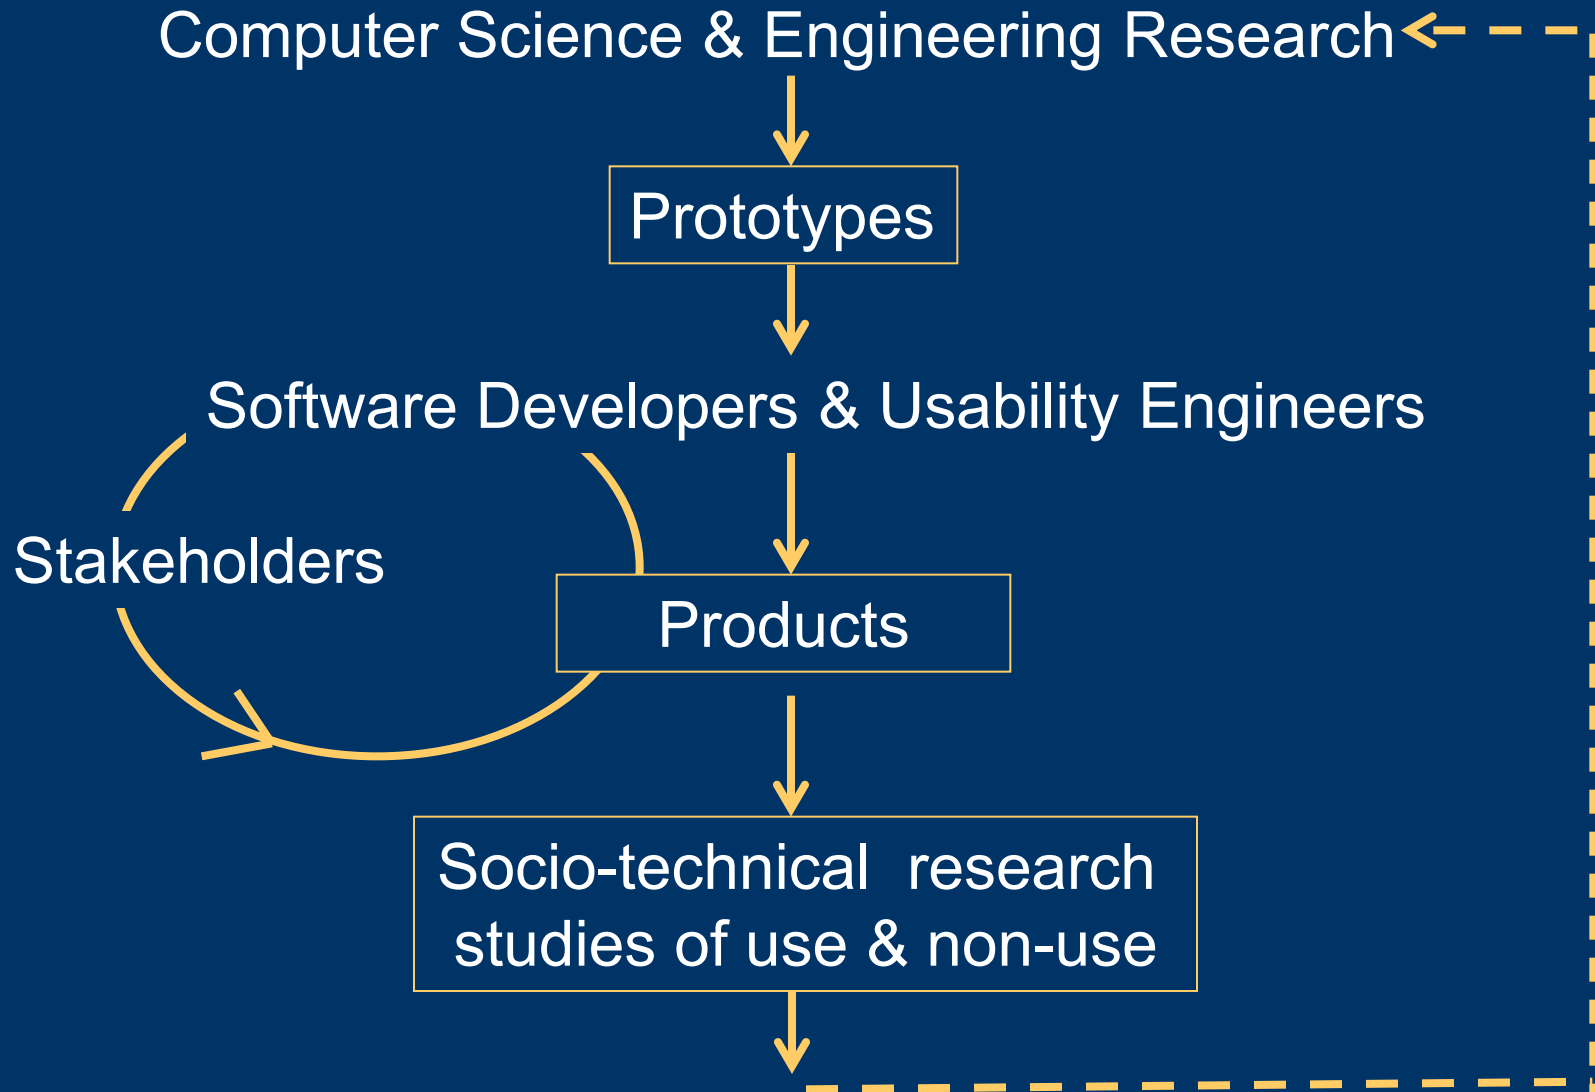 Computer Science & Engineering Research
Prototypes
Software Developers & Usability Engineers
Stakeholders
Products
Socio-technical research
studies of use & non-use